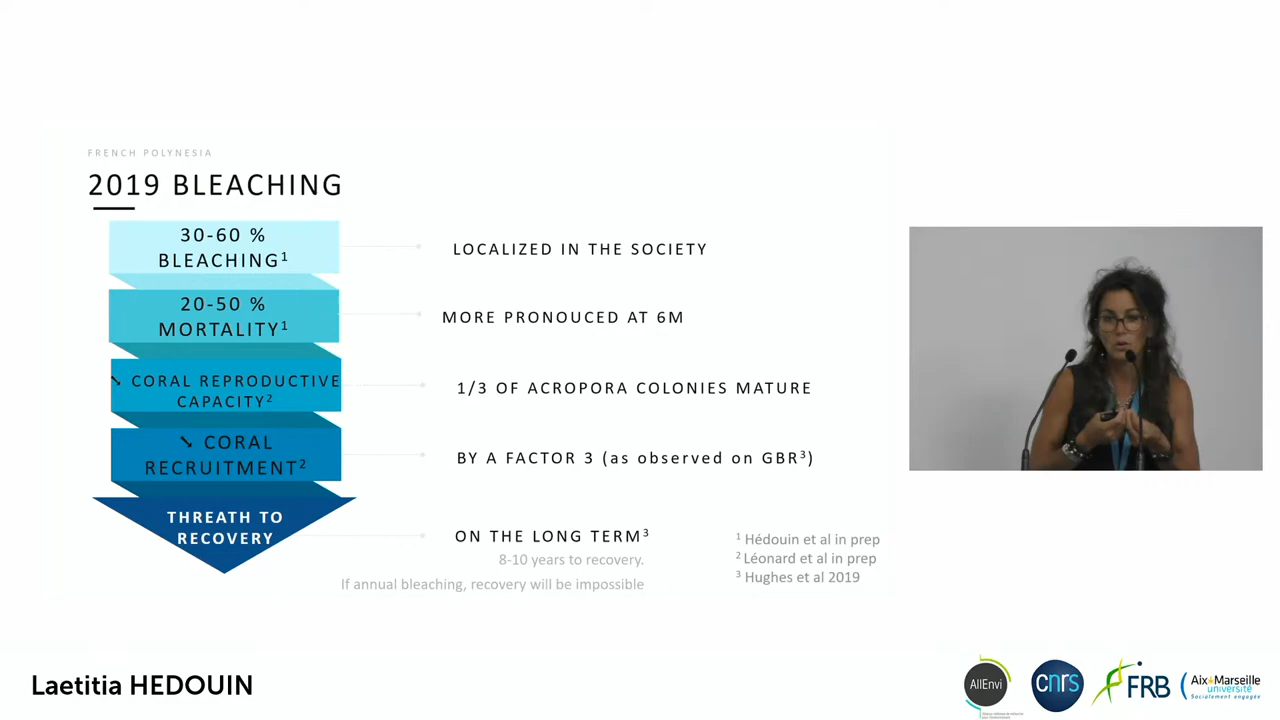 FRENCH POLYNESIA
2019 BLEACHING
30-60 %
BLEACHING¹
LOCALIZED IN THE SOCIETY
20-50 %
MORTALITY¹
MORE PRONOUCED AT 6M
↘ CORAL REPRODUCTIVE
CAPACITY²
1/3 OF ACROPORA COLONIES MATURE
↘ CORAL
RECRUITMENT²
BY A FACTOR 3 (as observed on GBR³)
THREATH TO
RECOVERY
ON THE LONG TERM³
8-10 years to recovery.
If annual bleaching, recovery will be impossible
¹ Hédouin et al in prep
² Léonard et al in prep
³ Hughes et al 2019
Laetitia HEDOUIN
AllEnvi
cnrs
FRB
Aix Marseille
université
Socialement engagée